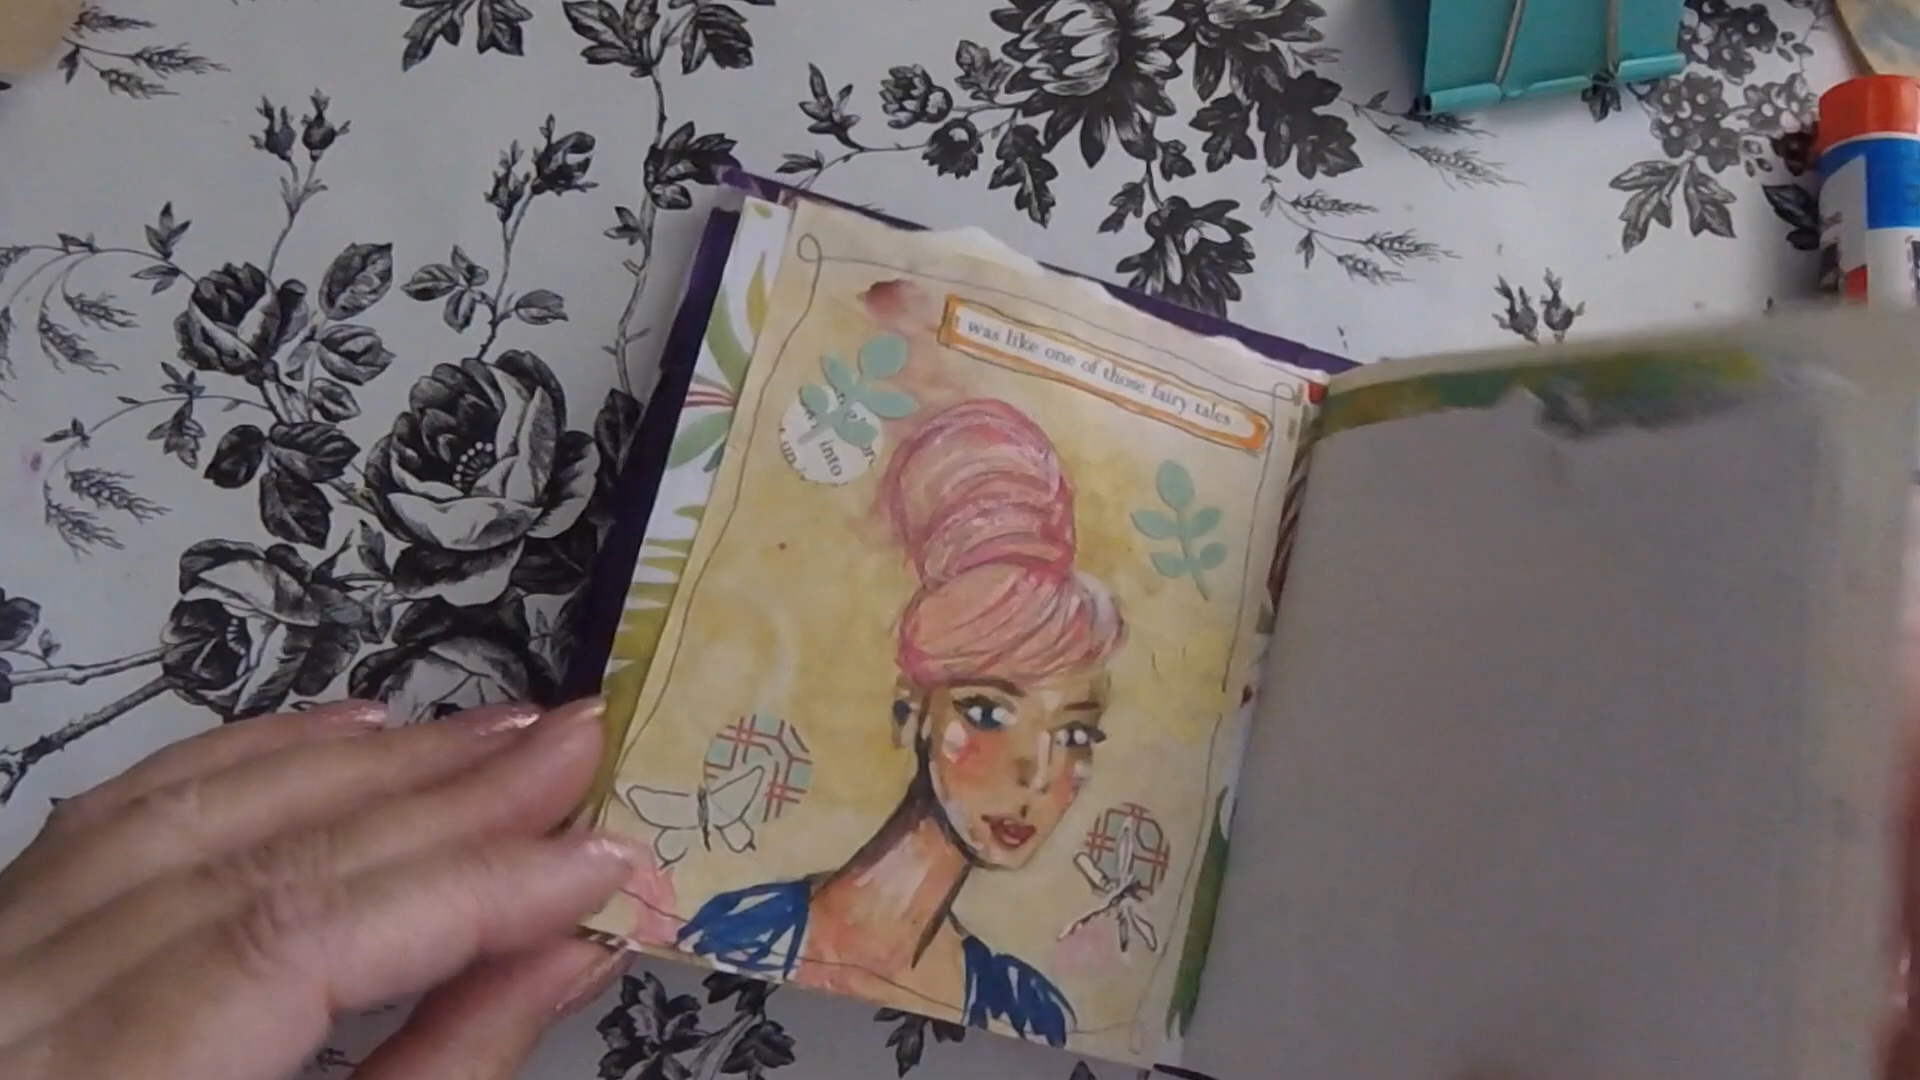 I was like one of those fairy tales
into